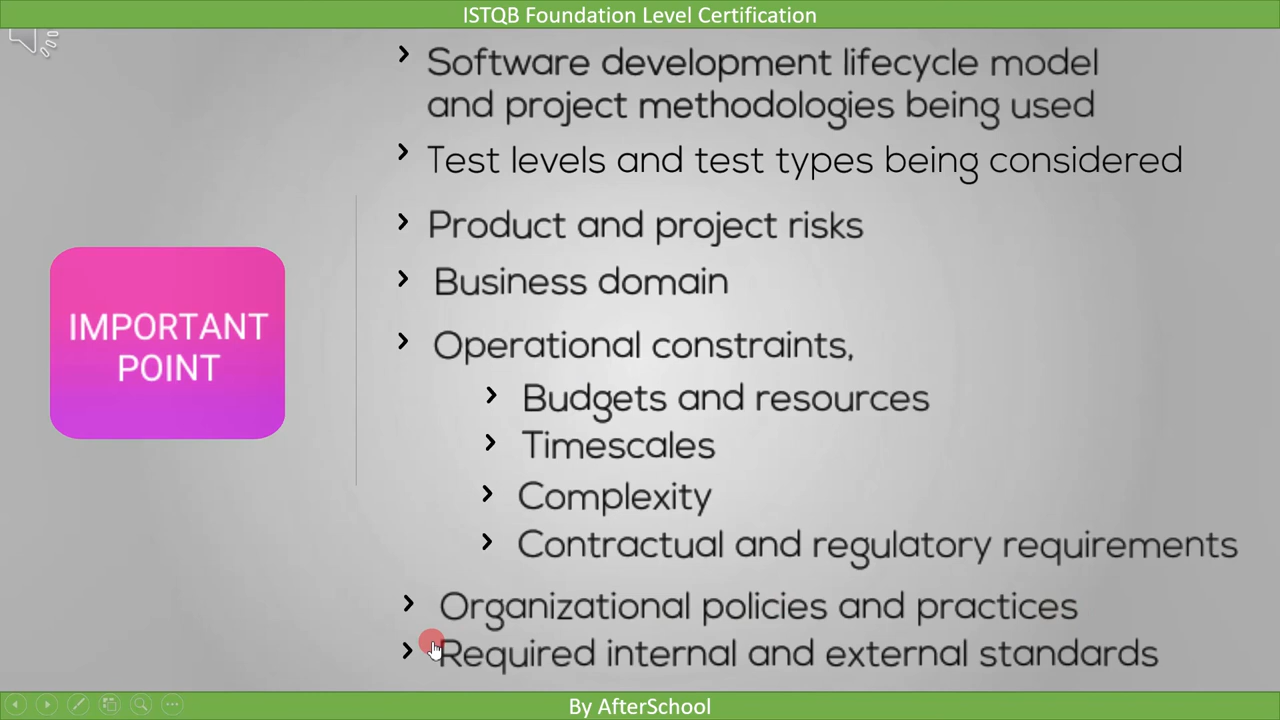 ISTQB Foundation Level Certification
Software development lifecycle model
and project methodologies being used
Test levels and test types being considered
Product and project risks
Business domain
IMPORTANT
POINT
Operational constraints,
Budgets and resources
Timescales
Complexity
Contractual and regulatory requirements
Organizational policies and practices
Required internal and external standards
By AfterSchool